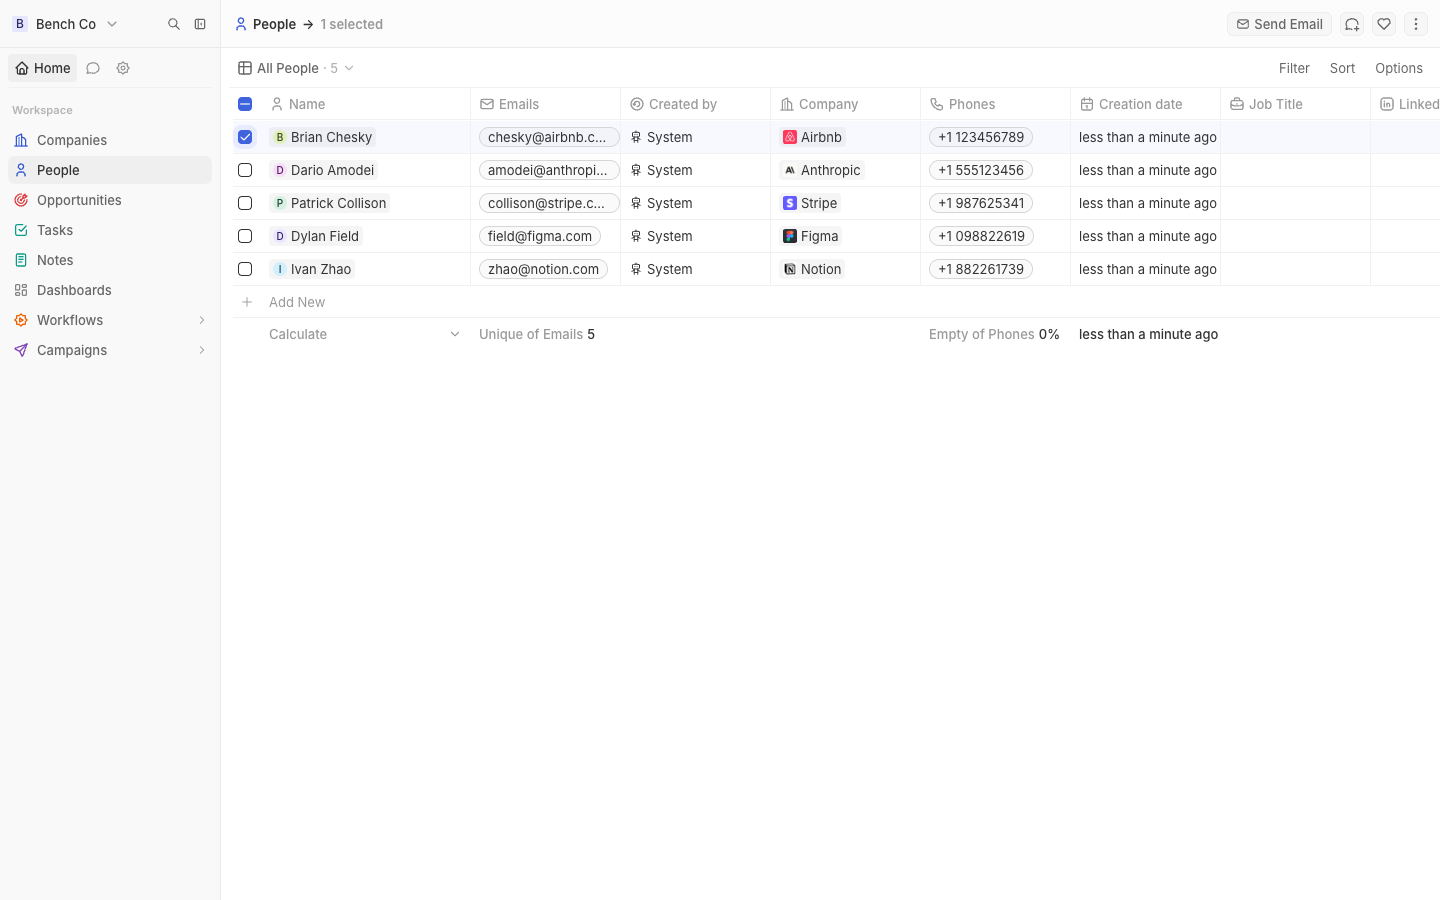 B Bench Co
People → 1 selected
Send Email
Home
All People · 5
Filter Sort Options
Workspace
Companies
People
Opportunities
Tasks
Notes
Dashboards
Workflows
Campaigns
Name Emails Created by Company Phones Creation date Job Title Linked
B Brian Chesky chesky@airbnb.c... System Airbnb +1 123456789 less than a minute ago
D Dario Amodei amodei@anthropi... System Anthropic +1 555123456 less than a minute ago
P Patrick Collison collison@stripe.c... System Stripe +1 987625341 less than a minute ago
D Dylan Field field@figma.com System Figma +1 098822619 less than a minute ago
I Ivan Zhao zhao@notion.com System Notion +1 882261739 less than a minute ago
Add New
Calculate Unique of Emails 5 Empty of Phones 0% less than a minute ago